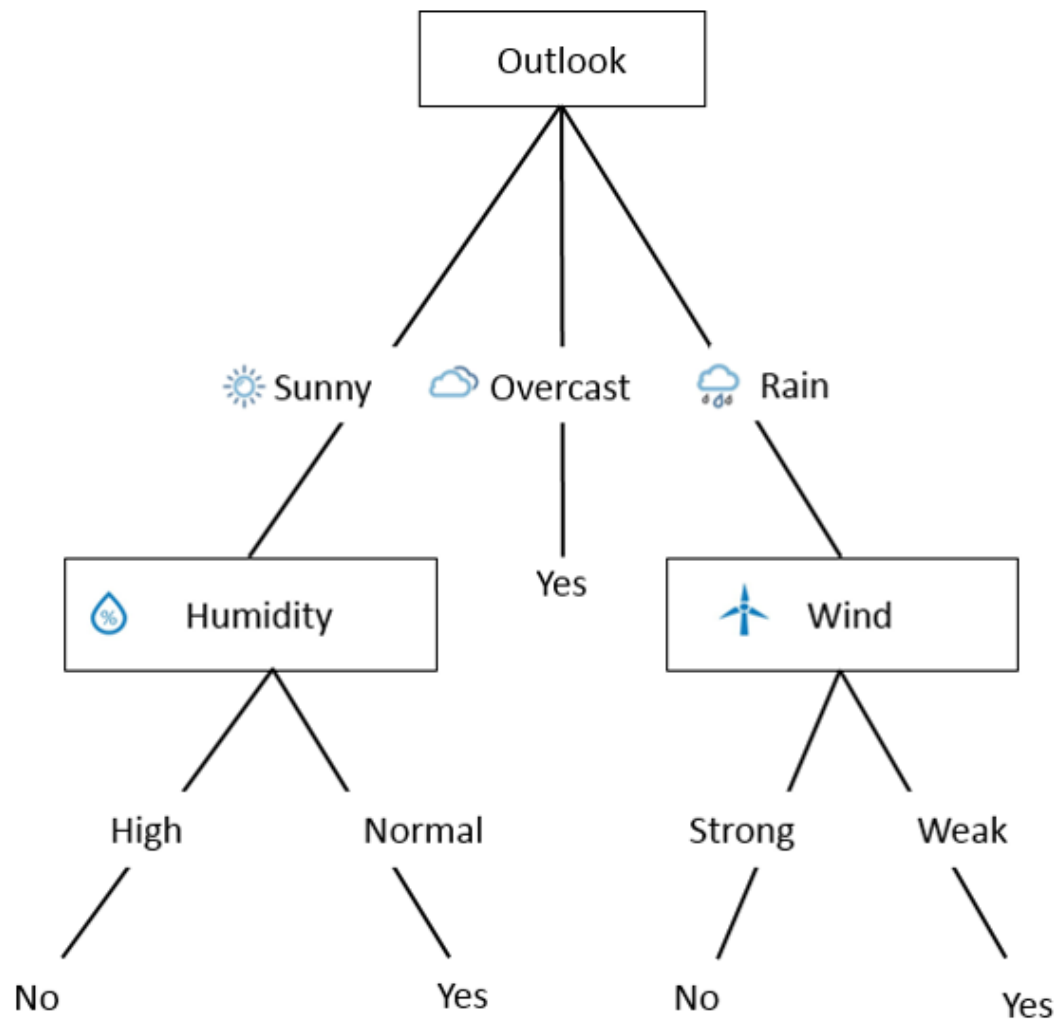 Outlook
Sunny Overcast Rain
Yes
% Humidity Wind
High Normal Strong Weak
No Yes No Yes